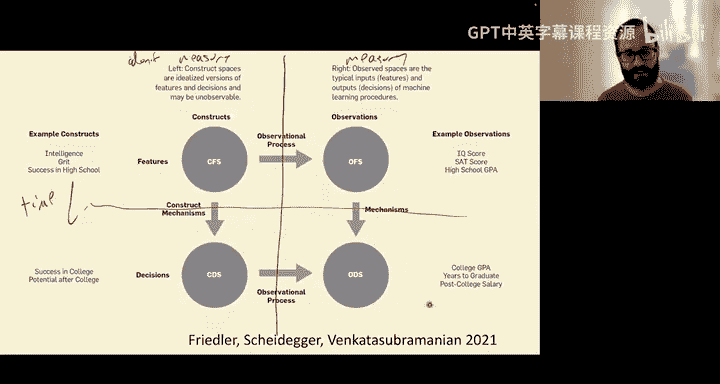 GPT中英字幕课程资源
measure
measure
Left: Construct spaces
are idealized versions of
features and decisions and
may be unobservable.
Right: Observed spaces are the
typical inputs (features) and
outputs (decisions) of machine
learning procedures.
Constructs
Observations
Example Constructs
Observational
Process
Example Observations
Intelligence
Grit
Success in High School
Features
CFS
OFS
IQ Score
SAT Score
High School GPA
time
Construct
Mechanisms
Mechanisms
Success in College
Potential after College
Decisions
CDS
ODS
College GPA
Years to Graduate
Post-College Salary
Observational
Process
Friedler, Scheidegger, Venkatasubramanian 2021